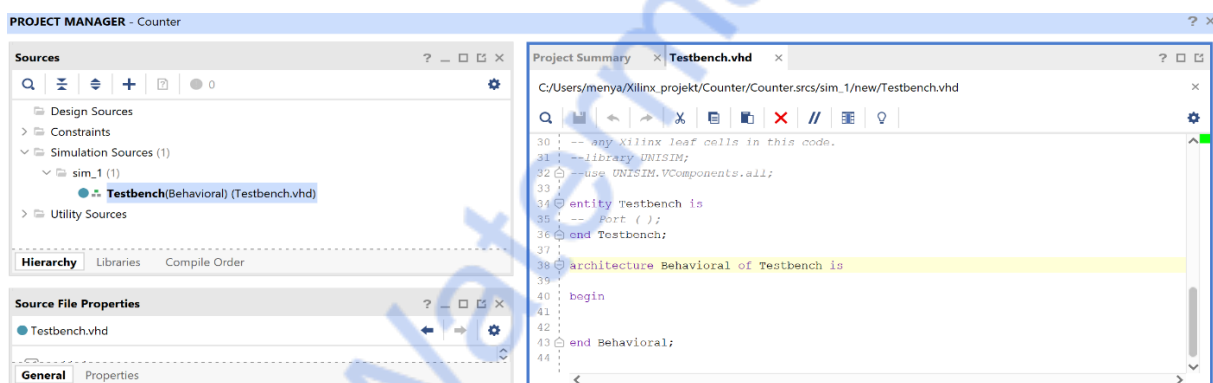 PROJECT MANAGER - Counter
?
Sources
?
0
Design Sources
Constraints
Simulation Sources (1)
sim_1 (1)
Testbench(Behavioral) (Testbench.vhd)
Utility Sources
Hierarchy Libraries Compile Order
Source File Properties
?
Testbench.vhd
General Properties
Project Summary × Testbench.vhd ×
?
C:/Users/menya/Xilinx_projekt/Counter/Counter.srcs/sim_1/new/Testbench.vhd
30 -- any Xilinx leaf cells in this code.
31 --library UNISIM;
32 --use UNISIM.VComponents.all;
33
34 entity Testbench is
35 -- Port ( );
36 end Testbench;
37
38 architecture Behavioral of Testbench is
39
40 begin
41
42
43 end Behavioral;
44
Waterm